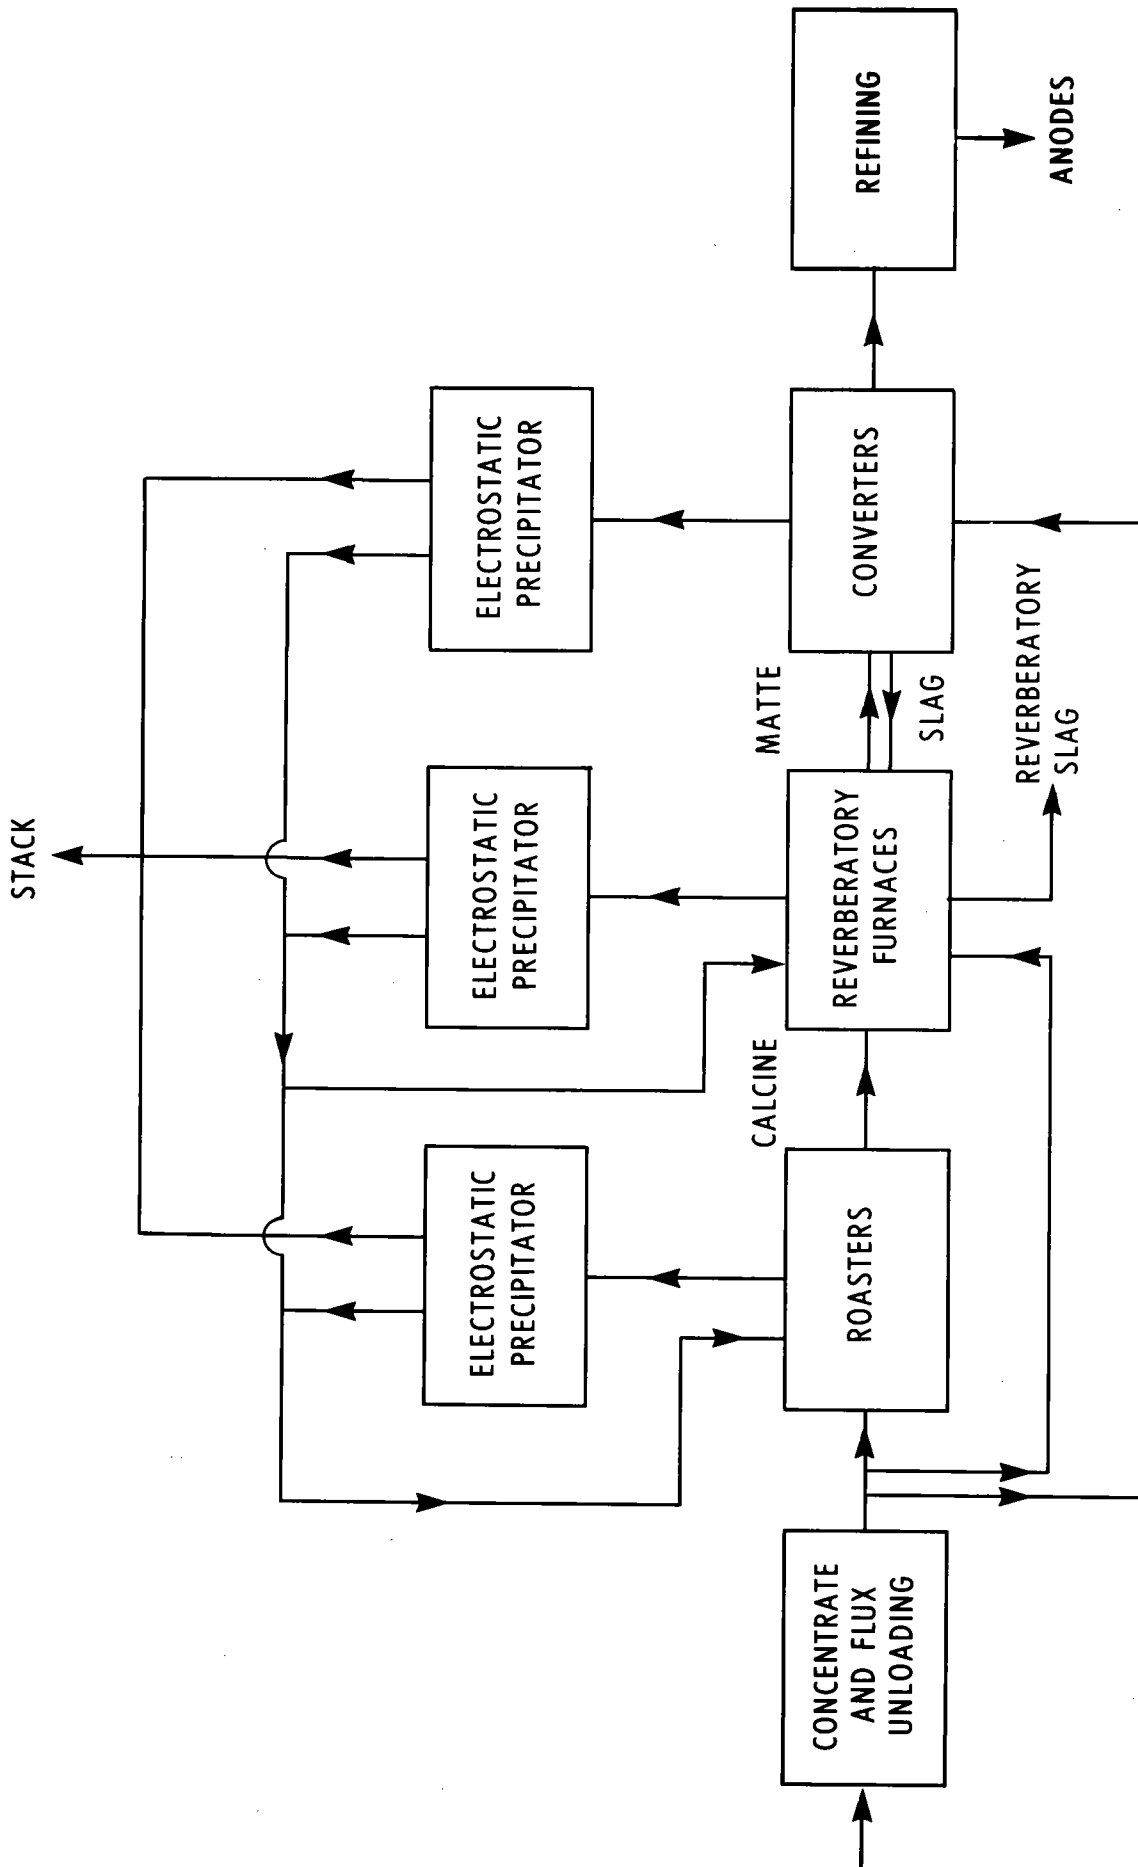 STACK
ELECTROSTATIC
PRECIPITATOR
ELECTROSTATIC
PRECIPITATOR
ELECTROSTATIC
PRECIPITATOR
CONCENTRATE
AND FLUX
UNLOADING
ROASTERS
CALCINE
REVERBERATORY
FURNACES
MATTE
SLAG
CONVERTERS
REFINING
REVERBERATORY
SLAG
ANODES